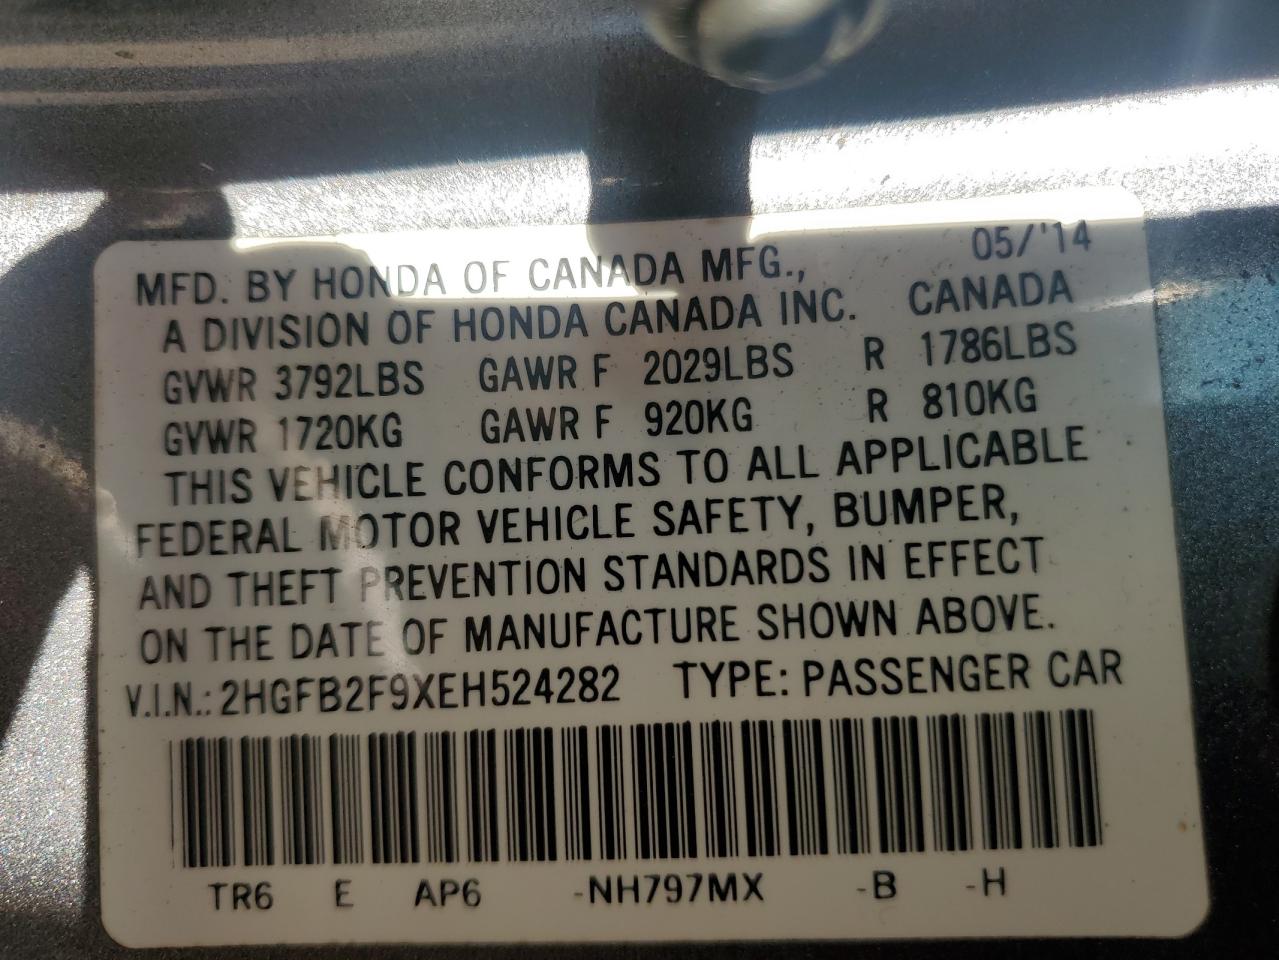 05/'14
MFD. BY HONDA OF CANADA MFG.,
A DIVISION OF HONDA CANADA INC. CANADA
GVWR 3792LBS GAWR F 2029LBS R 1786LBS
GVWR 1720KG GAWR F 920KG R 810KG
THIS VEHICLE CONFORMS TO ALL APPLICABLE
FEDERAL MOTOR VEHICLE SAFETY, BUMPER,
AND THEFT PREVENTION STANDARDS IN EFFECT
ON THE DATE OF MANUFACTURE SHOWN ABOVE.
V.I.N.: 2HGFB2F9XEH524282 TYPE: PASSENGER CAR
TR6 E AP6 -NH797MX -B -H